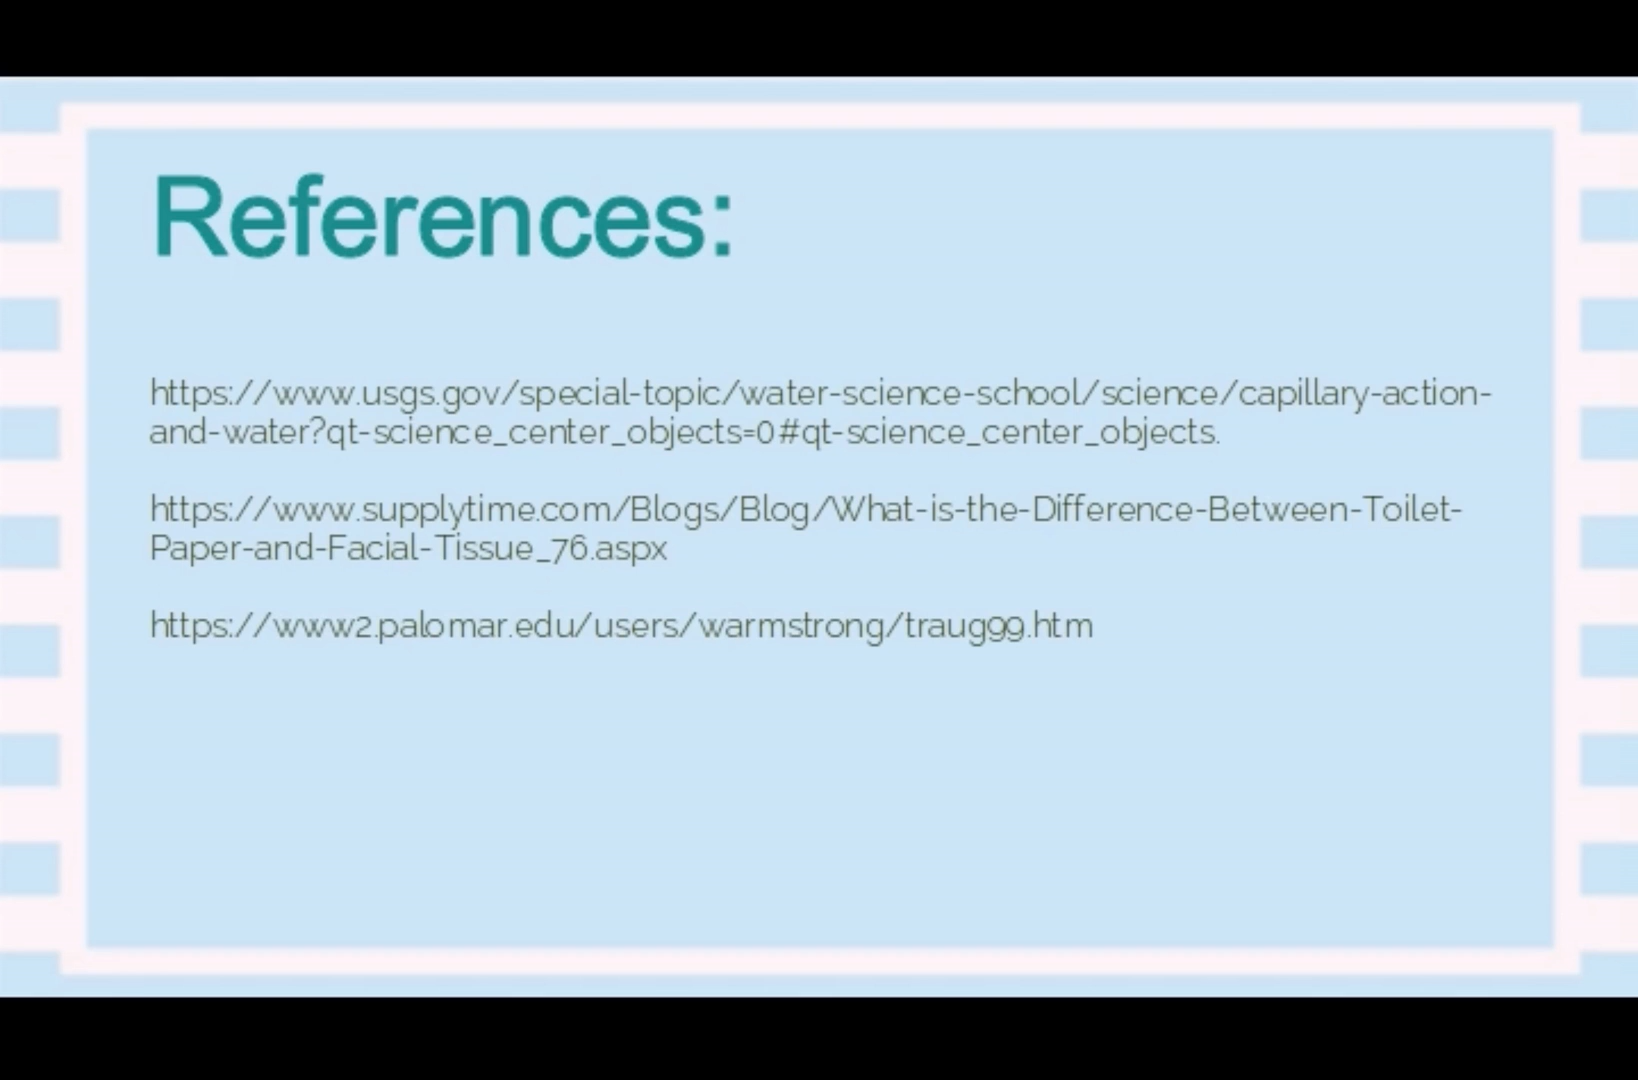 References:
https://www.usgs.gov/special-topic/water-science-school/science/capillary-action-
and-water?qt-science_center_objects=0#qt-science_center_objects.
https://www.supplytime.com/Blogs/Blog/What-is-the-Difference-Between-Toilet-
Paper-and-Facial-Tissue_76.aspx
https://www2.palomar.edu/users/warmstrong/traug99.htm